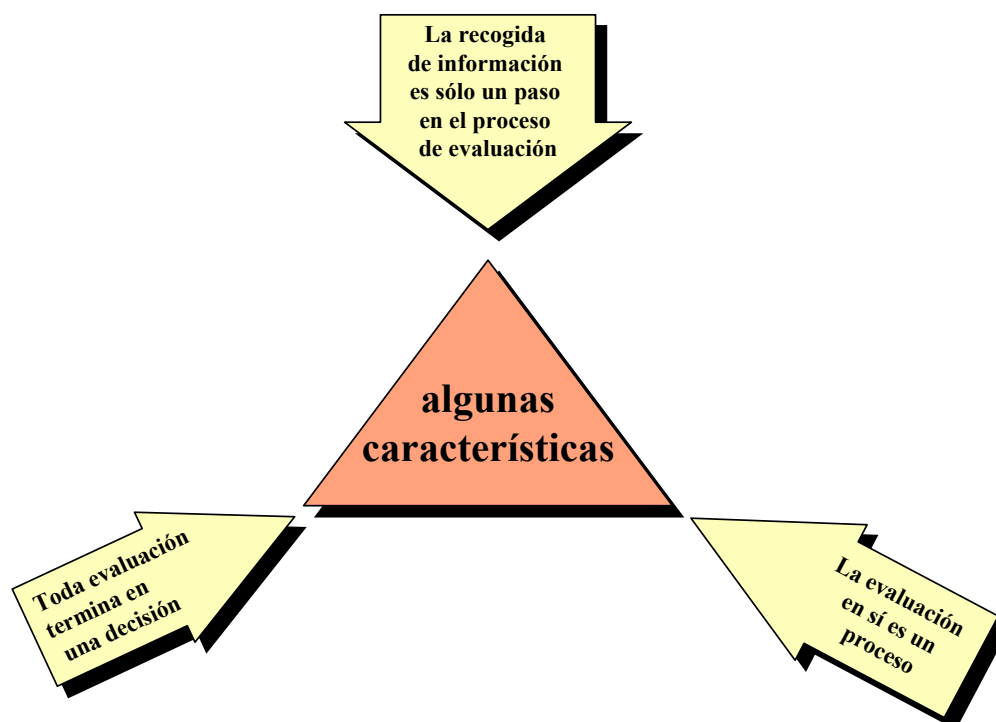 La recogida
de información
es sólo un paso
en el proceso
de evaluación
algunas
características
Toda evaluación
termina en
una decisión
La evaluación
en sí es un
proceso